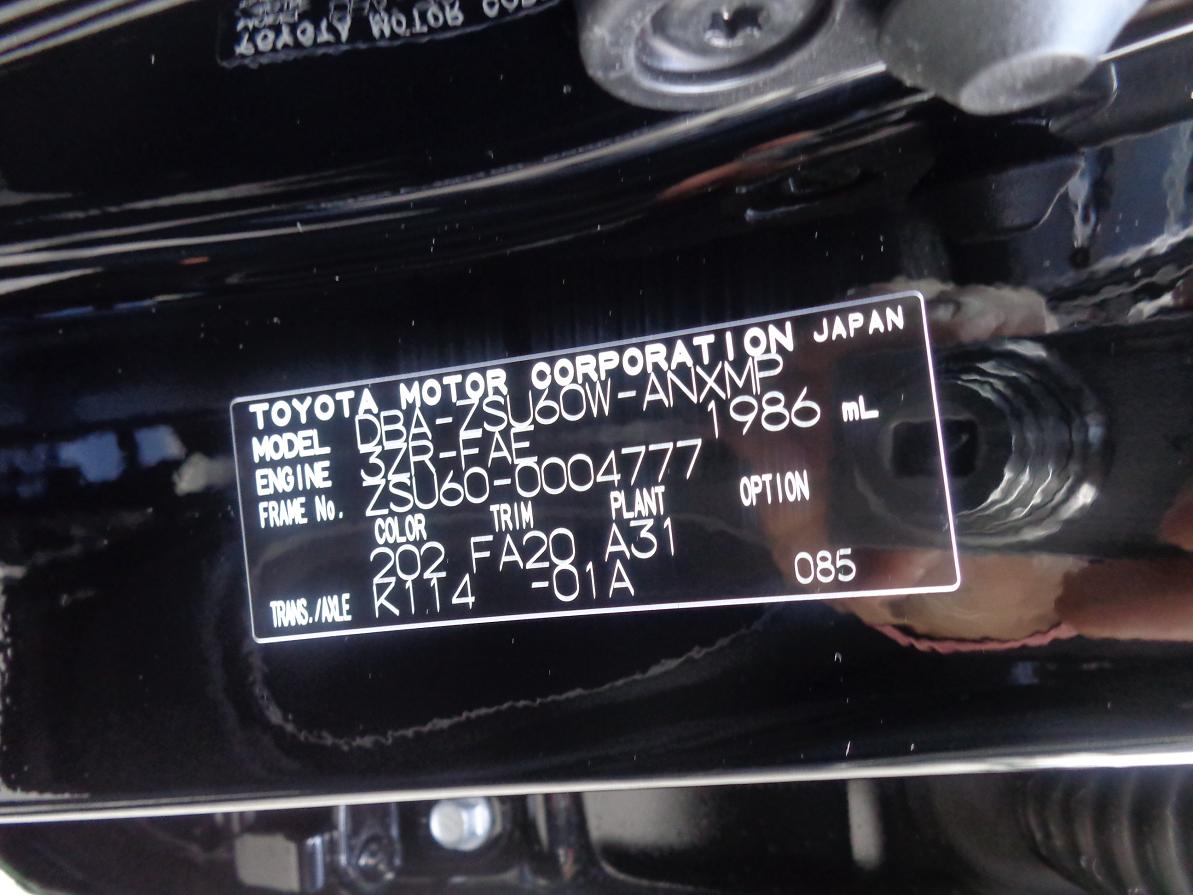 TOYOTA MOTOR CORPORATION JAPAN
MODEL DBA-ZSU60W-ANXMP
ENGINE 3ZR-FAE 1986 mL
FRAME No. ZSU60-0004777
COLOR TRIM PLANT OPTION
202 FA20 A31
TRANS./AXLE K114 -01A 085